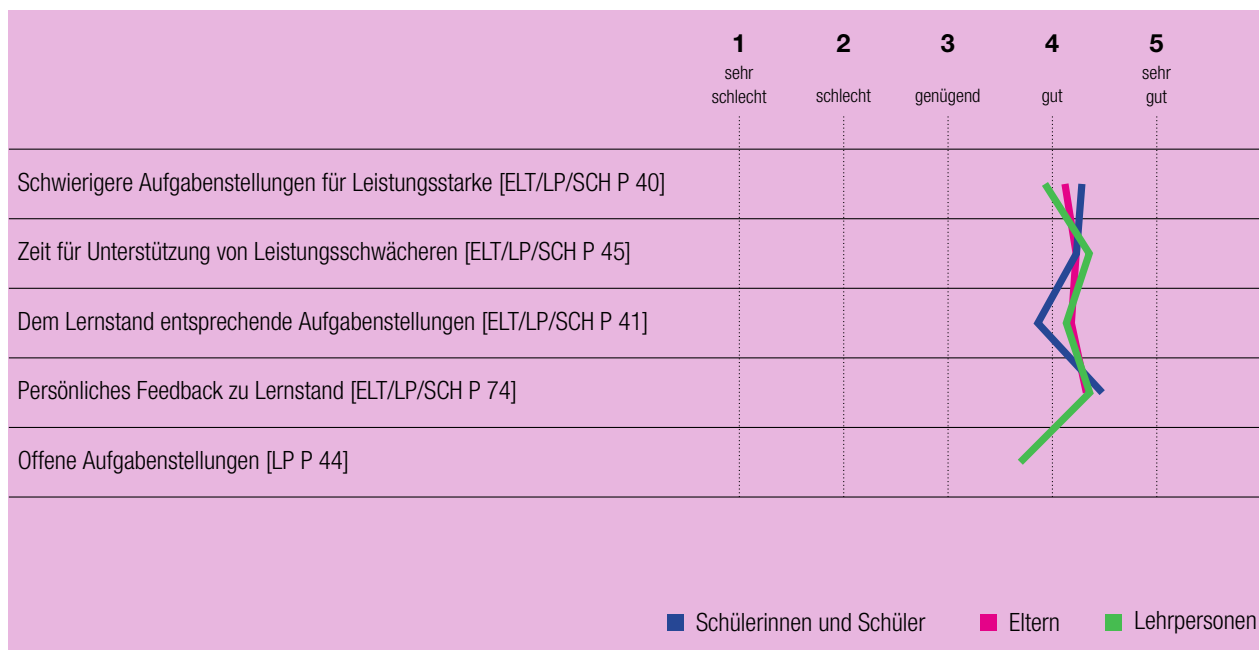 1 2 3 4 5
sehr schlecht schlecht genügend gut sehr gut
Schwierigere Aufgabenstellungen für Leistungsstarke [ELT/LP/SCH P 40]
Zeit für Unterstützung von Leistungsschwächeren [ELT/LP/SCH P 45]
Dem Lernstand entsprechende Aufgabenstellungen [ELT/LP/SCH P 41]
Persönliches Feedback zu Lernstand [ELT/LP/SCH P 74]
Offene Aufgabenstellungen [LP P 44]
Schülerinnen und Schüler Eltern Lehrpersonen